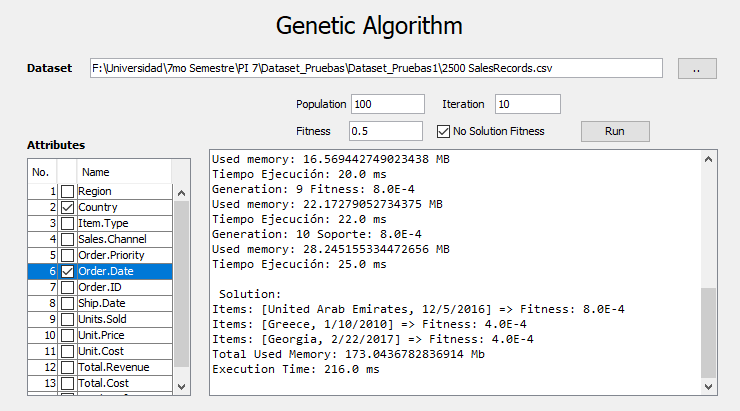 Genetic Algorithm
Dataset F:\Universidad\7mo Semestre\PI 7\Dataset_Pruebas\Dataset_Pruebas1\2500 SalesRecords.csv ..
Population 100 Iteration 10
Fitness 0.5 No Solution Fitness Run
Attributes
No. Name
1 Region
2 Country
3 Item.Type
4 Sales.Channel
5 Order.Priority
6 Order.Date
7 Order.ID
8 Ship.Date
9 Units.Sold
10 Unit.Price
11 Unit.Cost
12 Total.Revenue
13 Total.Cost
Used memory: 16.569442749023438 MB
Tiempo Ejecución: 20.0 ms
Generation: 9 Fitness: 8.0E-4
Used memory: 22.17279052734375 MB
Tiempo Ejecución: 22.0 ms
Generation: 10 Soporte: 8.0E-4
Used memory: 28.245155334472656 MB
Tiempo Ejecución: 25.0 ms
Solution:
Items: [United Arab Emirates, 12/5/2016] => Fitness: 8.0E-4
Items: [Greece, 1/10/2010] => Fitness: 4.0E-4
Items: [Georgia, 2/22/2017] => Fitness: 4.0E-4
Total Used Memory: 173.0436782836914 Mb
Execution Time: 216.0 ms